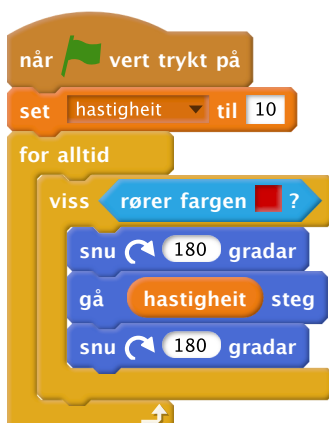 når vert trykt på
set hastigheit til 10
for alltid
viss rører fargen ?
snu 180 gradar
gå hastigheit steg
snu 180 gradar